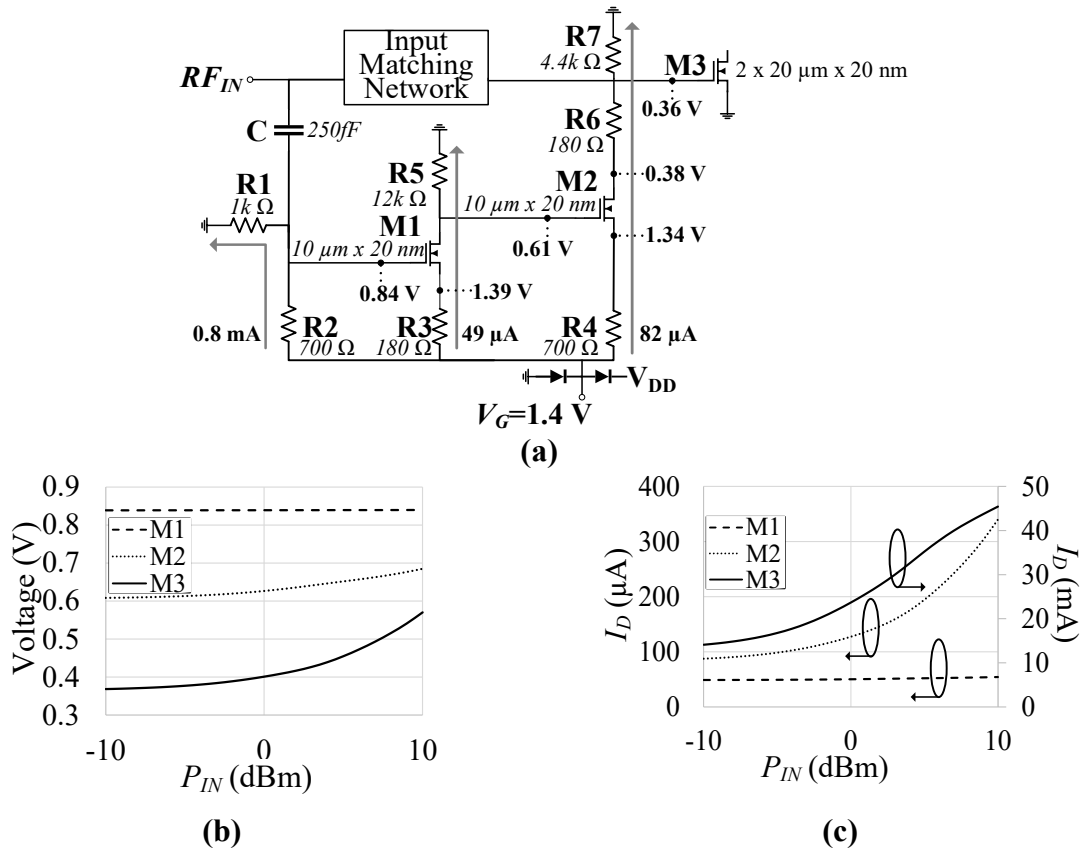 (a)
Input
Matching
Network
RF_IN
C
250fF
R1
1k Ω
0.8 mA
R2
700 Ω
R5
12k Ω
M1
10 µm x 20 nm
0.84 V
1.39 V
R3
180 Ω
49 µA
R7
4.4k Ω
R6
180 Ω
M2
10 µm x 20 nm
0.61 V
0.38 V
1.34 V
R4
700 Ω
82 µA
M3
2 x 20 µm x 20 nm
0.36 V
V_DD
V_G=1.4 V
(a)
0.9
0.8
0.7
0.6
0.5
0.4
0.3
Voltage (V)
M1
M2
M3
-10
0
10
P_IN (dBm)
(b)
400
300
200
100
0
I_D (µA)
M1
M2
M3
50
40
30
20
10
0
I_D (mA)
-10
0
10
P_IN (dBm)
(c)